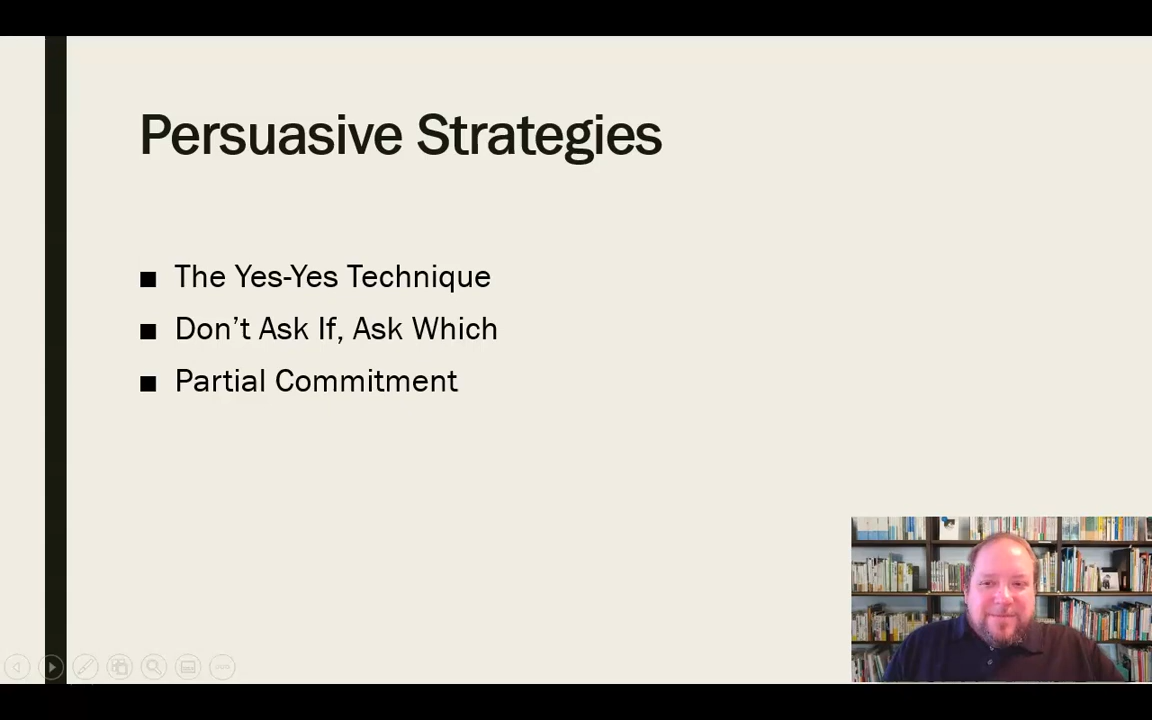 Persuasive Strategies
■ The Yes-Yes Technique
■ Don’t Ask If, Ask Which
■ Partial Commitment